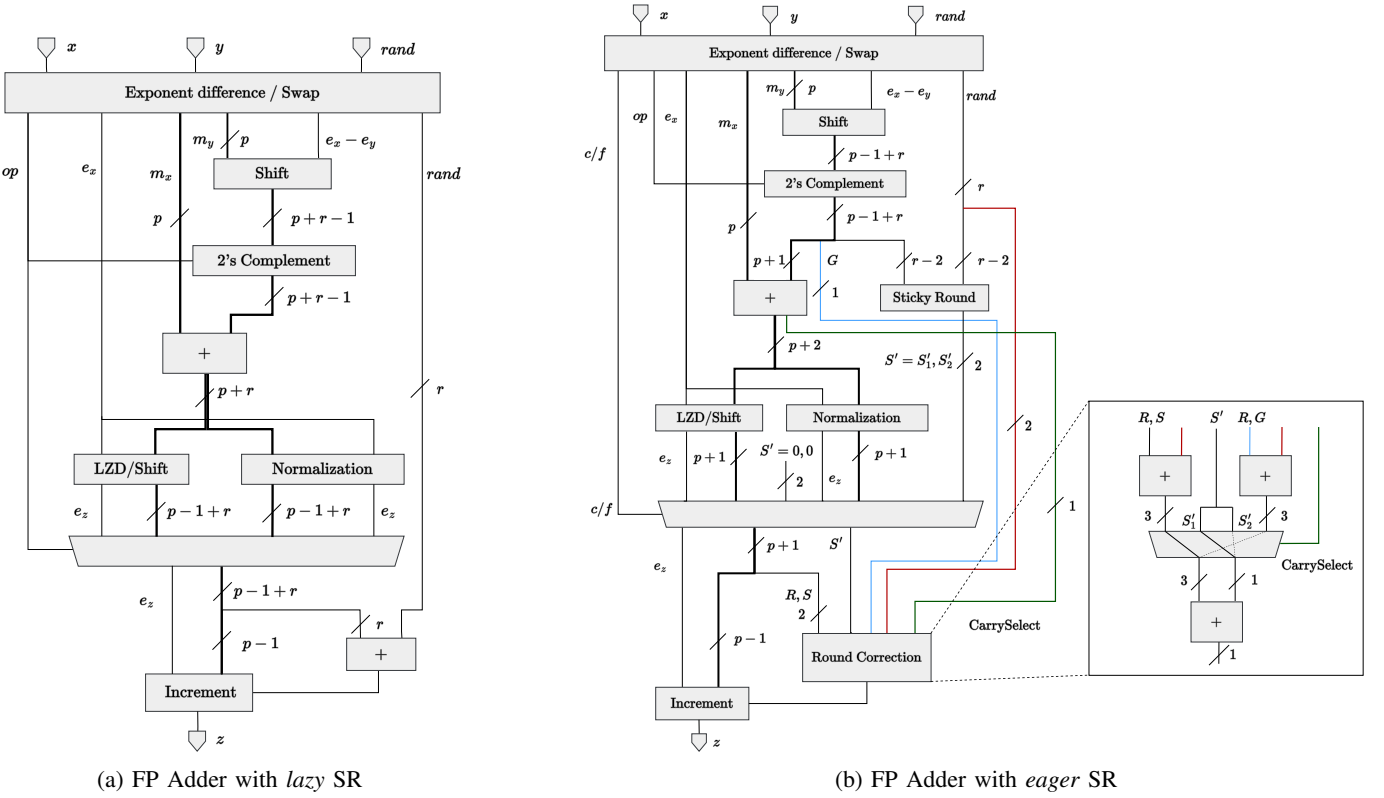 x y rand
Exponent difference / Swap
op
e_x
m_x
m_y p
e_x − e_y
rand
Shift
p
p + r − 1
2's Complement
p + r − 1
+
p + r
r
LZD/Shift
Normalization
e_z
p − 1 + r
p − 1 + r
e_z
e_z
p − 1 + r
r
p − 1
+
Increment
z
(a) FP Adder with lazy SR
x y rand
Exponent difference / Swap
c/f
op
e_x
m_x
m_y p
e_x − e_y
rand
Shift
p − 1 + r
2's Complement
r
p − 1 + r
p
p + 1
G
1
r − 2
r − 2
+
Sticky Round
p + 2
S′ = S′_1, S′_2
2
LZD/Shift
Normalization
2
e_z
p + 1
S′ = 0, 0
2
e_z
p + 1
c/f
1
p + 1
S′
e_z
R, S
2
p − 1
CarrySelect
Round Correction
Increment
z
R, S
S′
R, G
+
+
3
S′_1
S′_2
3
CarrySelect
3
1
+
1
(b) FP Adder with eager SR